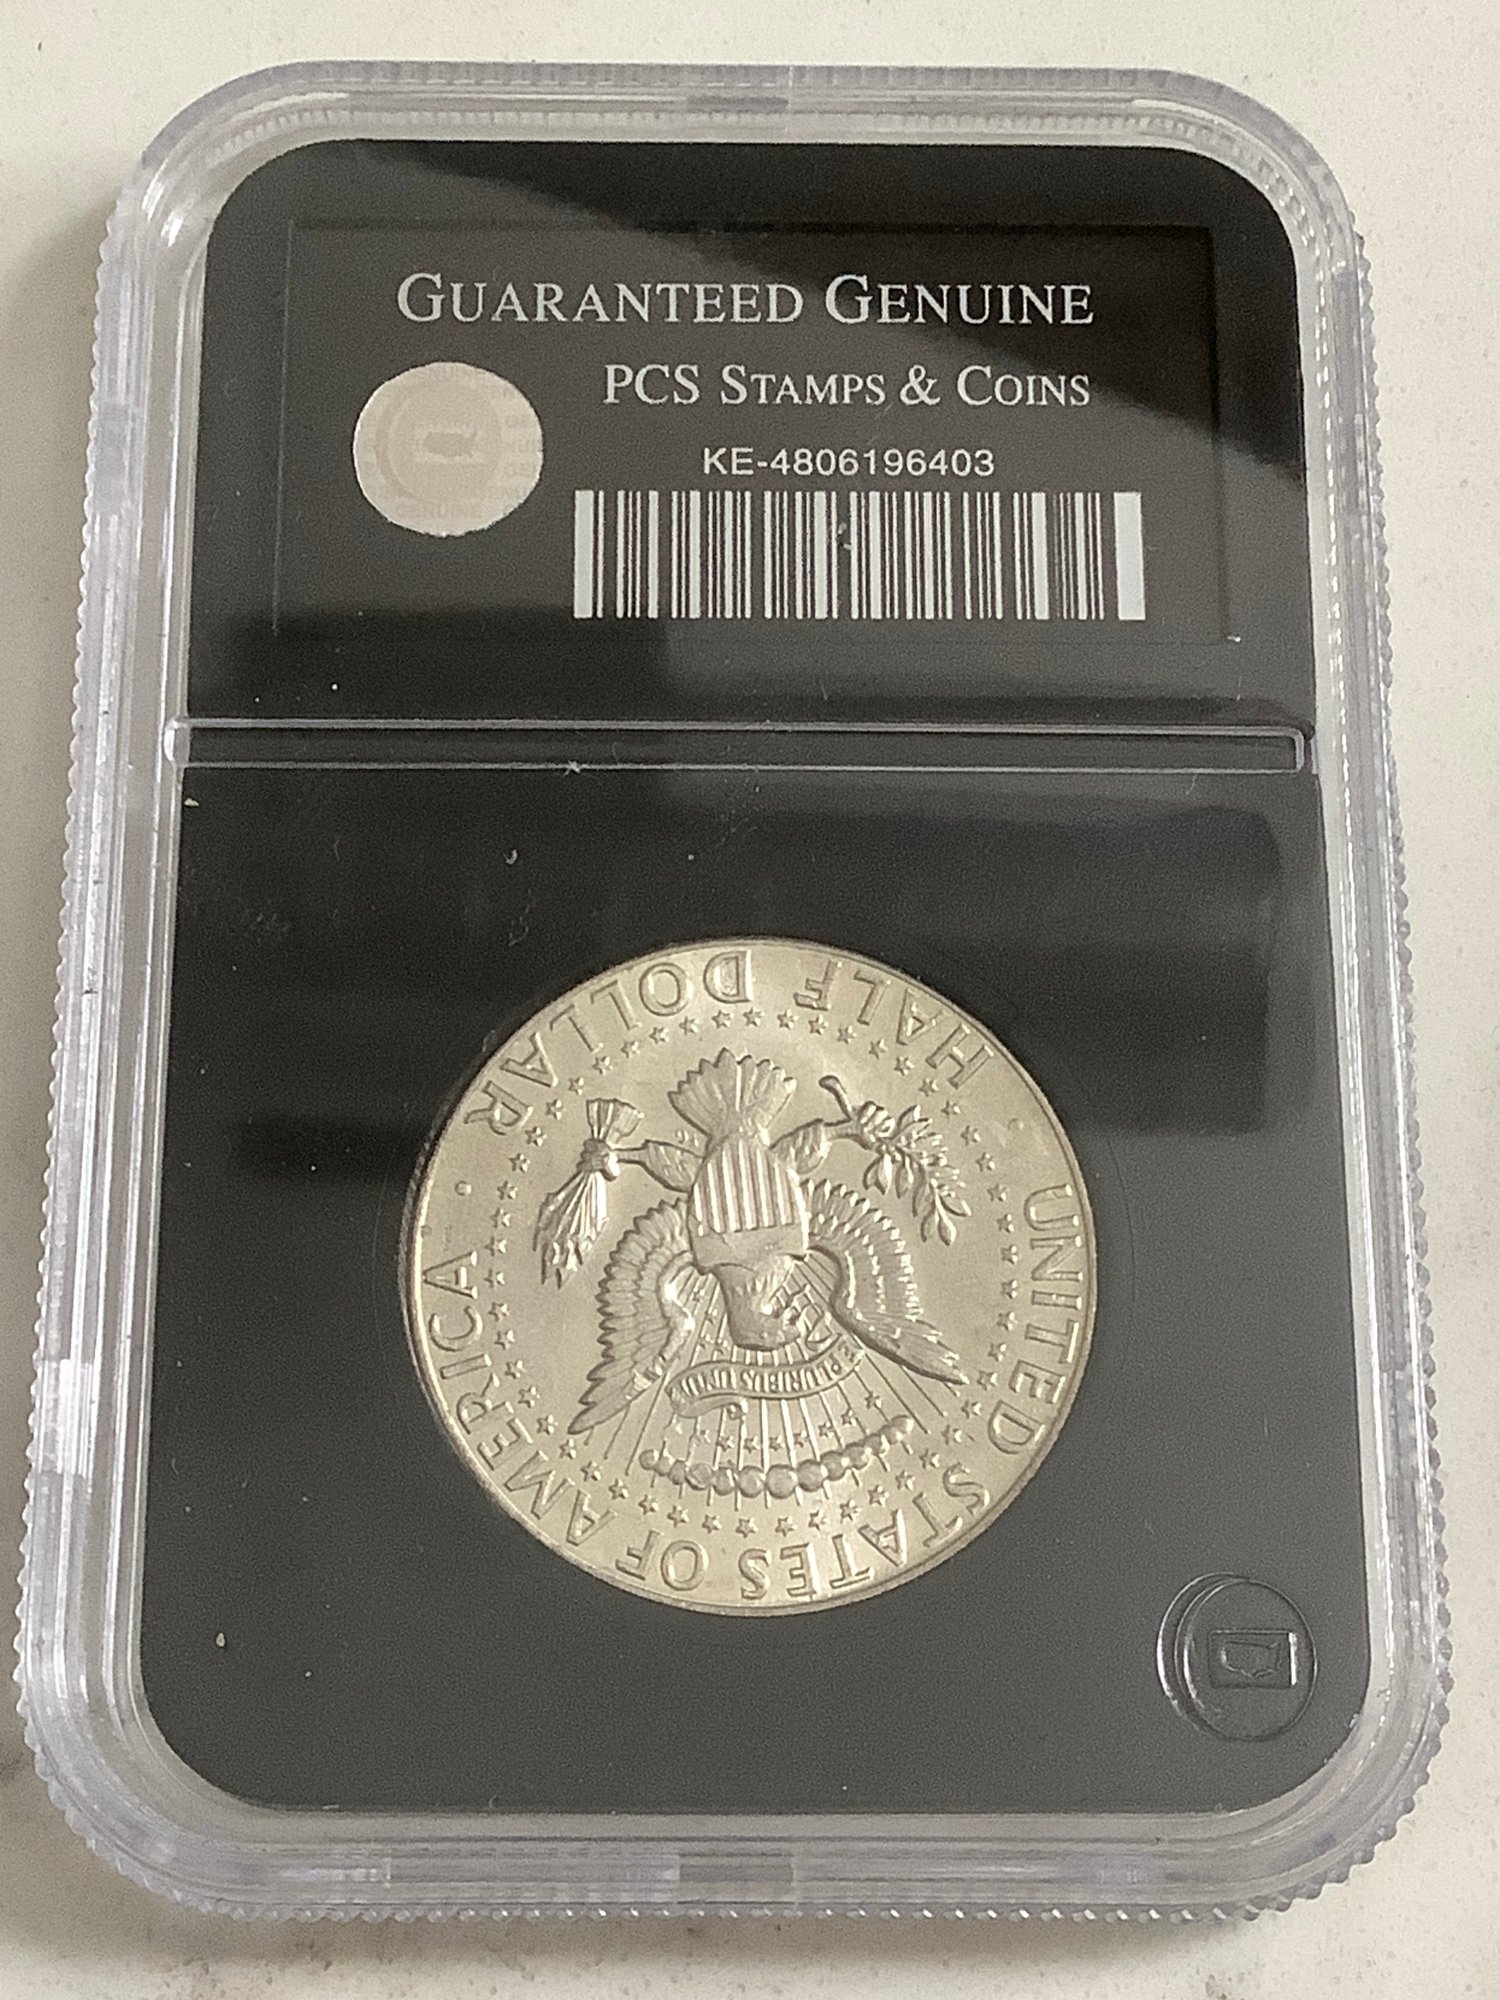 GUARANTEED GENUINE
PCS STAMPS & COINS
KE-4806196403
UNITED STATES OF AMERICA
HALF DOLLAR
E PLURIBUS UNUM